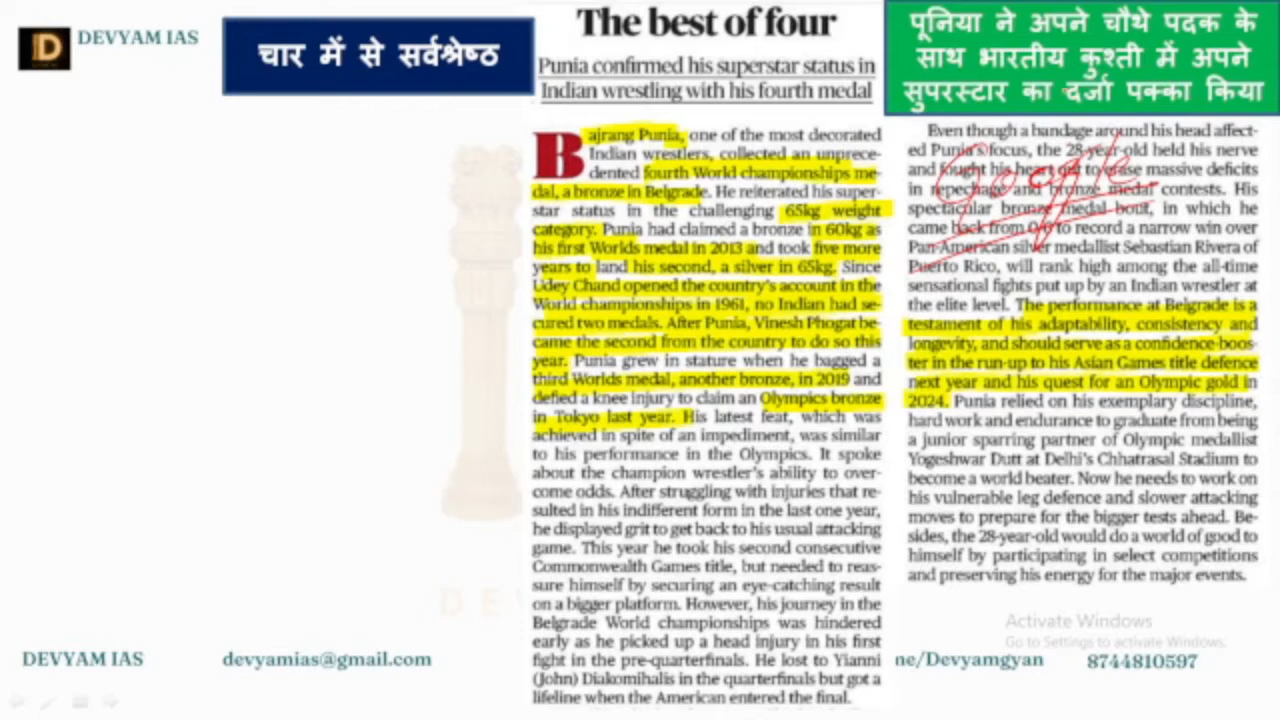 DEVYAM IAS
चार में से सर्वश्रेष्ठ
The best of four
Punia confirmed his superstar status in
Indian wrestling with his fourth medal
पूनिया ने अपने चौथे पदक के
साथ भारतीय कुश्ती में अपने
सुपरस्टार का दर्जा पक्का किया
Bajrang Punia, one of the most decorated
Indian wrestlers, collected an unprece-
dented fourth World championships me-
dal, a bronze in Belgrade. He reiterated his super-
star status in the challenging 65kg weight
category. Punia had claimed a bronze in 60kg as
his first Worlds medal in 2013 and took five more
years to land his second, a silver in 65kg. Since
Udey Chand opened the country's account in the
World championships in 1961, no Indian had se-
cured two medals. After Punia, Vinesh Phogat be-
came the second from the country to do so this
year. Punia grew in stature when he bagged a
third Worlds medal, another bronze, in 2019 and
defied a knee injury to claim an Olympics bronze
in Tokyo last year. His latest feat, which was
achieved in spite of an impediment, was similar
to his performance in the Olympics. It spoke
about the champion wrestler's ability to over-
come odds. After struggling with injuries that re-
sulted in his indifferent form in the last one year,
he displayed grit to get back to his usual attacking
game. This year he took his second consecutive
Commonwealth Games title, but needed to reas-
sure himself by securing an eye-catching result
on a bigger platform. However, his journey in the
Belgrade World championships was hindered
early as he picked up a head injury in his first
fight in the pre-quarterfinals. He lost to Yianni
(John) Diakomihalis in the quarterfinals but got a
lifeline when the American entered the final.
Even though a bandage around his head affect-
ed Punia's focus, the 28-year-old held his nerve
and fought his heart out to erase massive deficits
in repechage and bronze medal contests. His
spectacular bronze medal bout, in which he
came back from 0-6 to record a narrow win over
Pan-American silver medallist Sebastian Rivera of
Puerto Rico, will rank high among the all-time
sensational fights put up by an Indian wrestler at
the elite level. The performance at Belgrade is a
testament of his adaptability, consistency and
longevity, and should serve as a confidence-boos-
ter in the run-up to his Asian Games title defence
next year and his quest for an Olympic gold in
2024. Punia relied on his exemplary discipline,
hard work and endurance to graduate from being
a junior sparring partner of Olympic medallist
Yogeshwar Dutt at Delhi's Chhatrasal Stadium to
become a world beater. Now he needs to work on
his vulnerable leg defence and slower attacking
moves to prepare for the bigger tests ahead. Be-
sides, the 28-year-old would do a world of good to
himself by participating in select competitions
and preserving his energy for the major events.
Google
DEV
Activate Windows
Go to Settings to activate Windows.
DEVYAM IAS
devyamias@gmail.com
me/Devyamgyan
8744810597